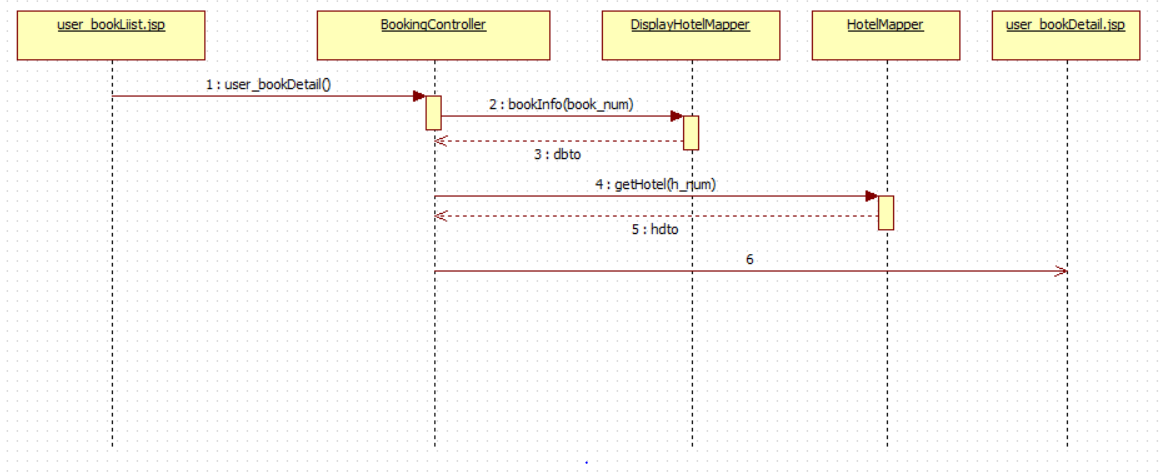 user_bookLiist.jsp
BookingController
DisplayHotelMapper
HotelMapper
user_bookDetail.jsp
1 : user_bookDetail()
2 : bookInfo(book_num)
3 : dbto
4 : getHotel(h_num)
5 : hdto
6